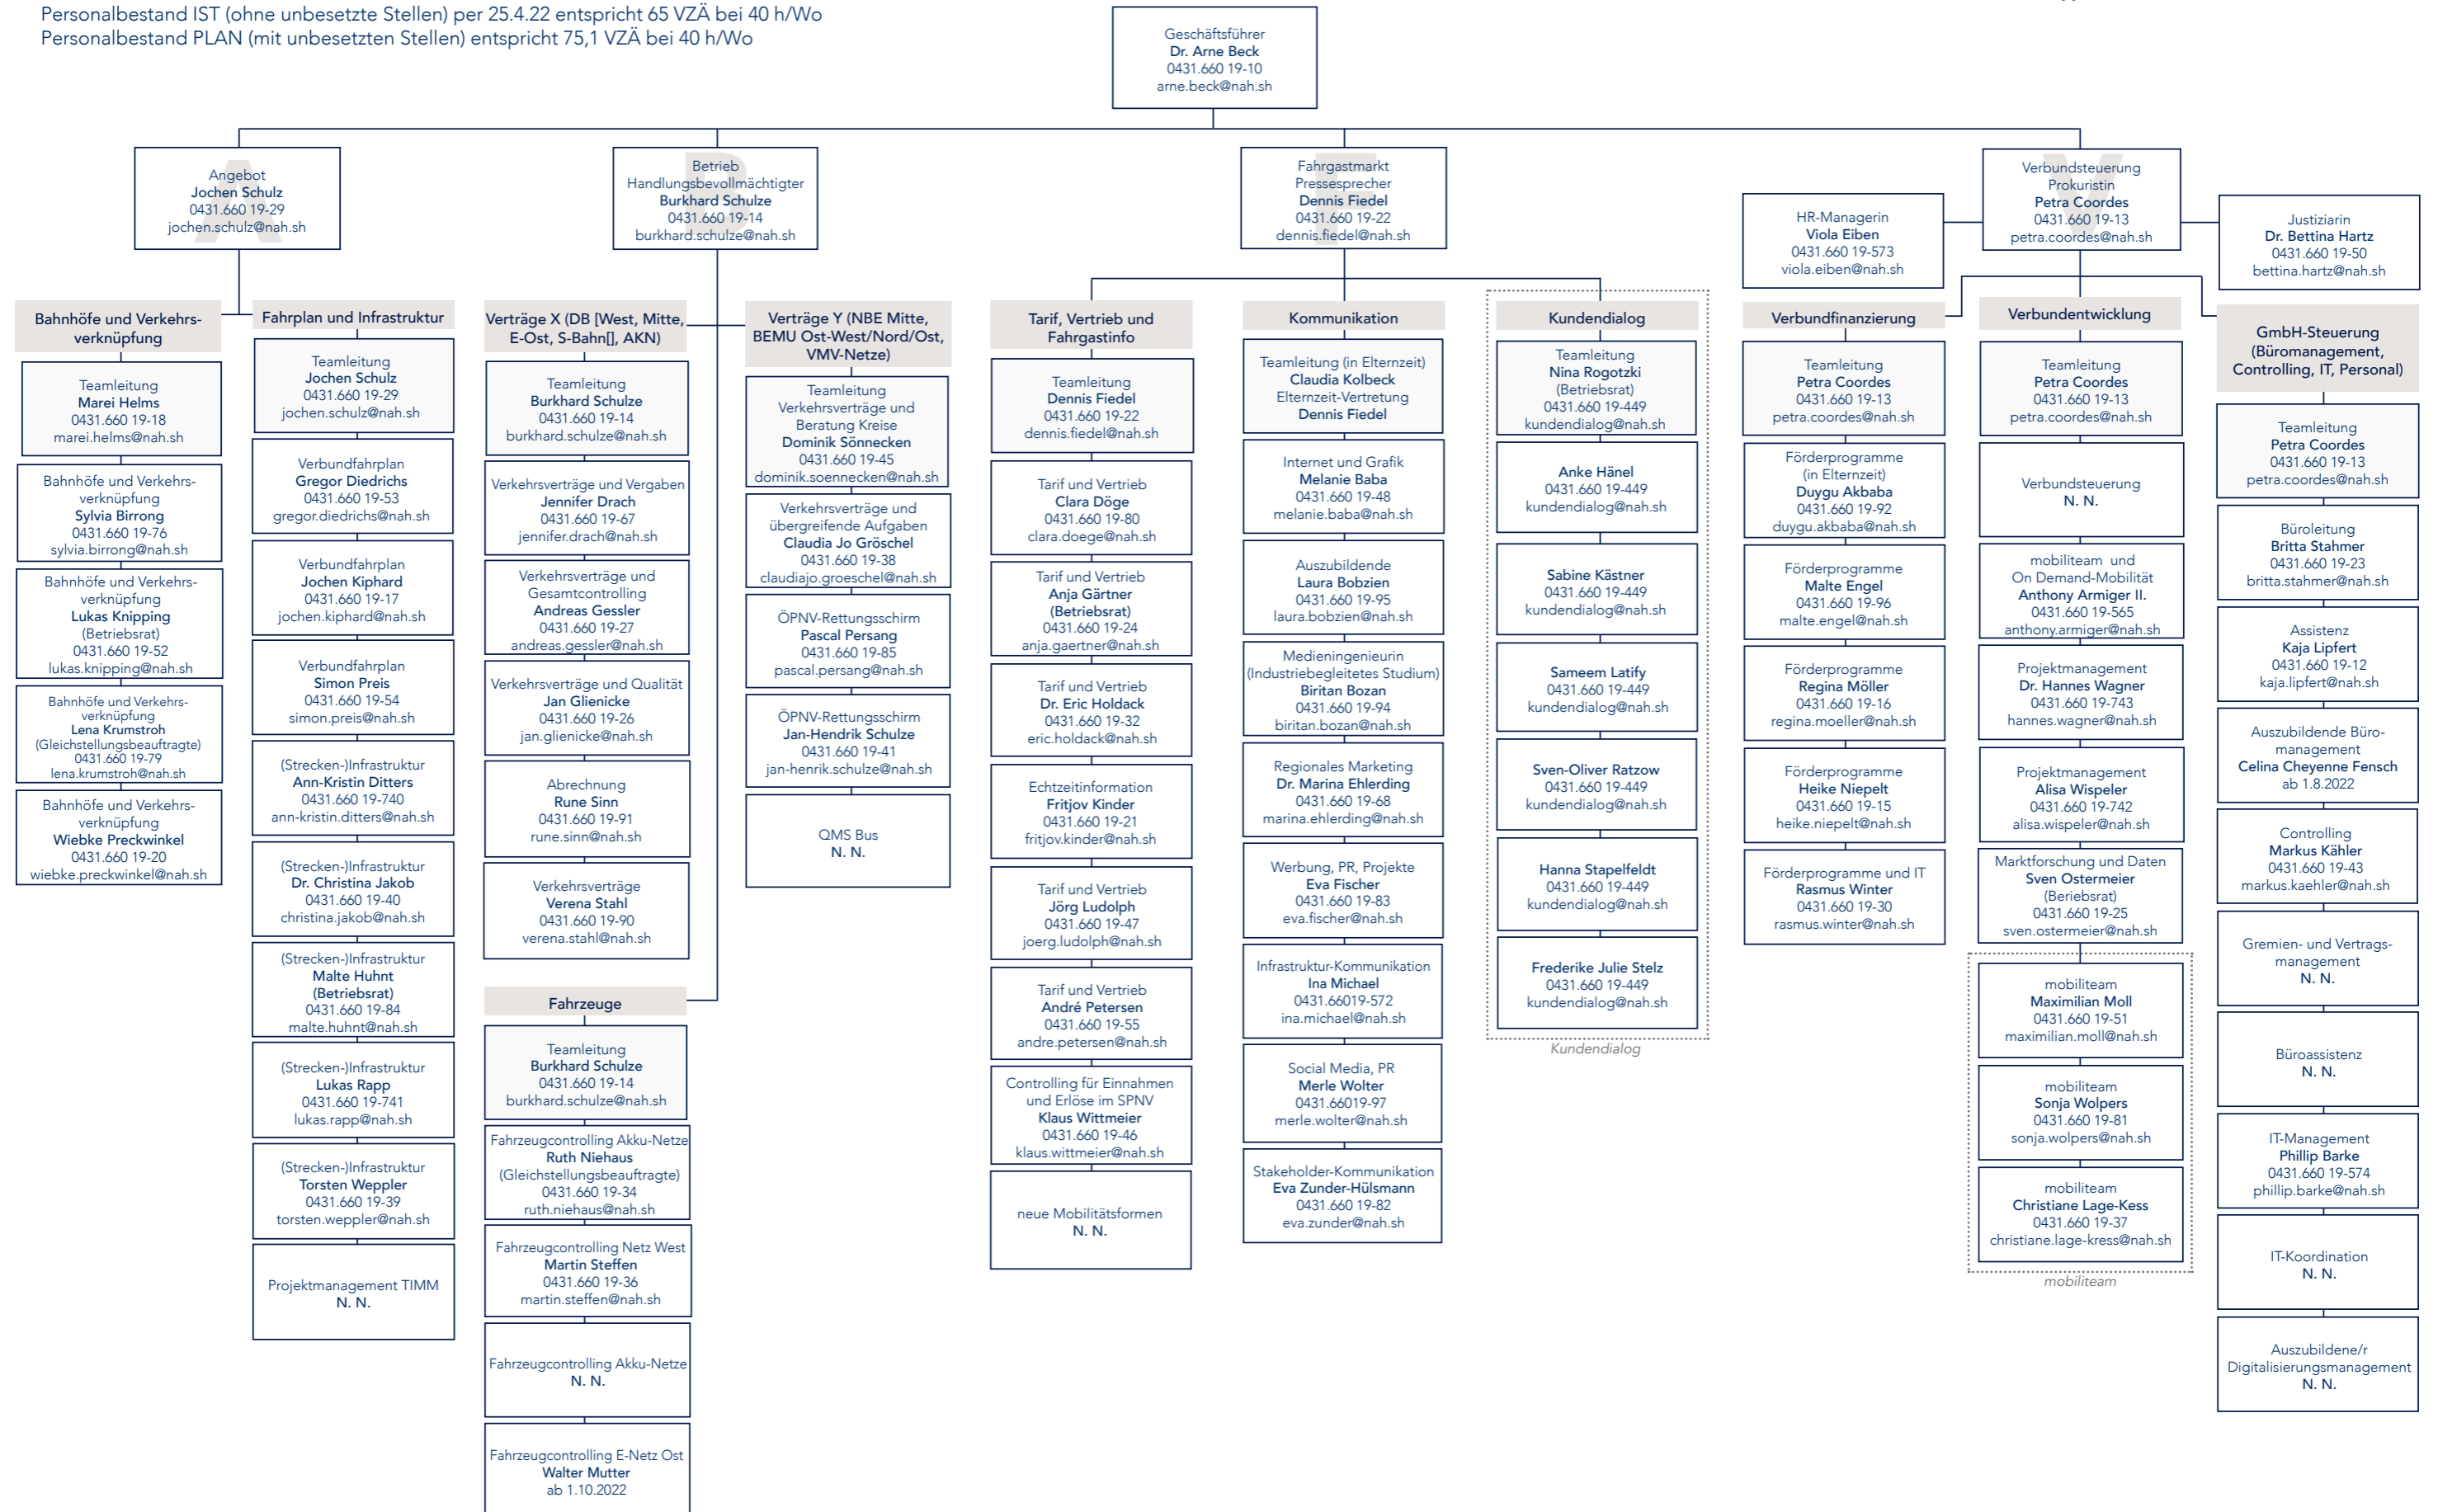 Personalbestand IST (ohne unbesetzte Stellen) per 25.4.22 entspricht 65 VZÄ bei 40 h/Wo
Personalbestand PLAN (mit unbesetzten Stellen) entspricht 75,1 VZÄ bei 40 h/Wo
Geschäftsführer
Dr. Arne Beck
0431.660 19-10
arne.beck@nah.sh
A
Angebot
Jochen Schulz
0431.660 19-29
jochen.schulz@nah.sh
B
Betrieb
Handlungsbevollmächtigter
Burkhard Schulze
0431.660 19-14
burkhard.schulze@nah.sh
F
Fahrgastmarkt
Pressesprecher
Dennis Fiedel
0431.660 19-22
dennis.fiedel@nah.sh
HR-Managerin
Viola Eiben
0431.660 19-573
viola.eiben@nah.sh
V
Verbundsteuerung
Prokuristin
Petra Coordes
0431.660 19-13
petra.coordes@nah.sh
Justiziarin
Dr. Bettina Hartz
0431.660 19-50
bettina.hartz@nah.sh
Bahnhöfe und Verkehrs-
verknüpfung
Teamleitung
Marei Helms
0431.660 19-18
marei.helms@nah.sh
Bahnhöfe und Verkehrs-
verknüpfung
Sylvia Birrong
0431.660 19-76
sylvia.birrong@nah.sh
Bahnhöfe und Verkehrs-
verknüpfung
Lukas Knipping
(Betriebsrat)
0431.660 19-52
lukas.knipping@nah.sh
Bahnhöfe und Verkehrs-
verknüpfung
Lena Krumstroh
(Gleichstellungsbeauftragte)
0431.660 19-79
lena.krumstroh@nah.sh
Bahnhöfe und Verkehrs-
verknüpfung
Wiebke Preckwinkel
0431.660 19-20
wiebke.preckwinkel@nah.sh
Fahrplan und Infrastruktur
Teamleitung
Jochen Schulz
0431.660 19-29
jochen.schulz@nah.sh
Verbundfahrplan
Gregor Diedrichs
0431.660 19-53
gregor.diedrichs@nah.sh
Verbundfahrplan
Jochen Kiphard
0431.660 19-17
jochen.kiphard@nah.sh
Verbundfahrplan
Simon Preis
0431.660 19-54
simon.preis@nah.sh
(Strecken-)Infrastruktur
Ann-Kristin Ditters
0431.660 19-740
ann-kristin.ditters@nah.sh
(Strecken-)Infrastruktur
Dr. Christina Jakob
0431.660 19-40
christina.jakob@nah.sh
(Strecken-)Infrastruktur
Malte Huhnt
(Betriebsrat)
0431.660 19-84
malte.huhnt@nah.sh
(Strecken-)Infrastruktur
Lukas Rapp
0431.660 19-741
lukas.rapp@nah.sh
(Strecken-)Infrastruktur
Torsten Weppler
0431.660 19-39
torsten.weppler@nah.sh
Projektmanagement TIMM
N. N.
Verträge X (DB [West, Mitte,
E-Ost, S-Bahn[], AKN)
Teamleitung
Burkhard Schulze
0431.660 19-14
burkhard.schulze@nah.sh
Verkehrsverträge und Vergaben
Jennifer Drach
0431.660 19-67
jennifer.drach@nah.sh
Verkehrsverträge und
Gesamtcontrolling
Andreas Gessler
0431.660 19-27
andreas.gessler@nah.sh
Verkehrsverträge und Qualität
Jan Glienicke
0431.660 19-26
jan.glienicke@nah.sh
Abrechnung
Rune Sinn
0431.660 19-91
rune.sinn@nah.sh
Verkehrsverträge
Verena Stahl
0431.660 19-90
verena.stahl@nah.sh
Fahrzeuge
Teamleitung
Burkhard Schulze
0431.660 19-14
burkhard.schulze@nah.sh
Fahrzeugcontrolling Akku-Netze
Ruth Niehaus
(Gleichstellungsbeauftragte)
0431.660 19-34
ruth.niehaus@nah.sh
Fahrzeugcontrolling Netz West
Martin Steffen
0431.660 19-36
martin.steffen@nah.sh
Fahrzeugcontrolling Akku-Netze
N. N.
Fahrzeugcontrolling E-Netz Ost
Walter Mutter
ab 1.10.2022
Verträge Y (NBE Mitte,
BEMU Ost-West/Nord/Ost,
VMV-Netze)
Teamleitung
Verkehrsverträge und
Beratung Kreise
Dominik Sönnecken
0431.660 19-45
dominik.soennecken@nah.sh
Verkehrsverträge und
übergreifende Aufgaben
Claudia Jo Gröschel
0431.660 19-38
claudiajo.groeschel@nah.sh
ÖPNV-Rettungsschirm
Pascal Persang
0431.660 19-85
pascal.persang@nah.sh
ÖPNV-Rettungsschirm
Jan-Hendrik Schulze
0431.660 19-41
jan-henrik.schulze@nah.sh
QMS Bus
N. N.
Tarif, Vertrieb und
Fahrgastinfo
Teamleitung
Dennis Fiedel
0431.660 19-22
dennis.fiedel@nah.sh
Tarif und Vertrieb
Clara Döge
0431.660 19-80
clara.doege@nah.sh
Tarif und Vertrieb
Anja Gärtner
(Betriebsrat)
0431.660 19-24
anja.gaertner@nah.sh
Tarif und Vertrieb
Dr. Eric Holdack
0431.660 19-32
eric.holdack@nah.sh
Echtzeitinformation
Fritjov Kinder
0431.660 19-21
fritjov.kinder@nah.sh
Tarif und Vertrieb
Jörg Ludolph
0431.660 19-47
joerg.ludolph@nah.sh
Tarif und Vertrieb
André Petersen
0431.660 19-55
andre.petersen@nah.sh
Controlling für Einnahmen
und Erlöse im SPNV
Klaus Wittmeier
0431.660 19-46
klaus.wittmeier@nah.sh
neue Mobilitätsformen
N. N.
Kommunikation
Teamleitung (in Elternzeit)
Claudia Kolbeck
Elternzeit-Vertretung
Dennis Fiedel
Internet und Grafik
Melanie Baba
0431.660 19-48
melanie.baba@nah.sh
Auszubildende
Laura Bobzien
0431.660 19-95
laura.bobzien@nah.sh
Medieningenieurin
(Industriebegleitetes Studium)
Biritan Bozan
0431.660 19-94
biritan.bozan@nah.sh
Regionales Marketing
Dr. Marina Ehlerding
0431.660 19-68
marina.ehlerding@nah.sh
Werbung, PR, Projekte
Eva Fischer
0431.660 19-83
eva.fischer@nah.sh
Infrastruktur-Kommunikation
Ina Michael
0431.66019-572
ina.michael@nah.sh
Social Media, PR
Merle Wolter
0431.66019-97
merle.wolter@nah.sh
Stakeholder-Kommunikation
Eva Zunder-Hülsmann
0431.660 19-82
eva.zunder@nah.sh
Kundendialog
Teamleitung
Nina Rogotzki
(Betriebsrat)
0431.660 19-449
kundendialog@nah.sh
Anke Hänel
0431.660 19-449
kundendialog@nah.sh
Sabine Kästner
0431.660 19-449
kundendialog@nah.sh
Sameem Latify
0431.660 19-449
kundendialog@nah.sh
Sven-Oliver Ratzow
0431.660 19-449
kundendialog@nah.sh
Hanna Stapelfeldt
0431.660 19-449
kundendialog@nah.sh
Frederike Julie Stelz
0431.660 19-449
kundendialog@nah.sh
Kundendialog
Verbundfinanzierung
Teamleitung
Petra Coordes
0431.660 19-13
petra.coordes@nah.sh
Förderprogramme
(in Elternzeit)
Duygu Akbaba
0431.660 19-92
duygu.akbaba@nah.sh
Förderprogramme
Malte Engel
0431.660 19-96
malte.engel@nah.sh
Förderprogramme
Regina Möller
0431.660 19-16
regina.moeller@nah.sh
Förderprogramme
Heike Niepelt
0431.660 19-15
heike.niepelt@nah.sh
Förderprogramme und IT
Rasmus Winter
0431.660 19-30
rasmus.winter@nah.sh
Verbundentwicklung
Teamleitung
Petra Coordes
0431.660 19-13
petra.coordes@nah.sh
Verbundsteuerung
N. N.
mobiliteam und
On Demand-Mobilität
Anthony Armiger II.
0431.660 19-565
anthony.armiger@nah.sh
Projektmanagement
Dr. Hannes Wagner
0431.660 19-743
hannes.wagner@nah.sh
Projektmanagement
Alisa Wispeler
0431.660 19-742
alisa.wispeler@nah.sh
Marktforschung und Daten
Sven Ostermeier
(Beriebsrat)
0431.660 19-25
sven.ostermeier@nah.sh
mobiliteam
Maximilian Moll
0431.660 19-51
maximilian.moll@nah.sh
mobiliteam
Sonja Wolpers
0431.660 19-81
sonja.wolpers@nah.sh
mobiliteam
Christiane Lage-Kess
0431.660 19-37
christiane.lage-kress@nah.sh
mobiliteam
GmbH-Steuerung
(Büromanagement,
Controlling, IT, Personal)
Teamleitung
Petra Coordes
0431.660 19-13
petra.coordes@nah.sh
Büroleitung
Britta Stahmer
0431.660 19-23
britta.stahmer@nah.sh
Assistenz
Kaja Lipfert
0431.660 19-12
kaja.lipfert@nah.sh
Auszubildende Büro-
management
Celina Cheyenne Fensch
ab 1.8.2022
Controlling
Markus Kähler
0431.660 19-43
markus.kaehler@nah.sh
Gremien- und Vertrags-
management
N. N.
Büroassistenz
N. N.
IT-Management
Phillip Barke
0431.660 19-574
phillip.barke@nah.sh
IT-Koordination
N. N.
Auszubildene/r
Digitalisierungsmanagement
N. N.